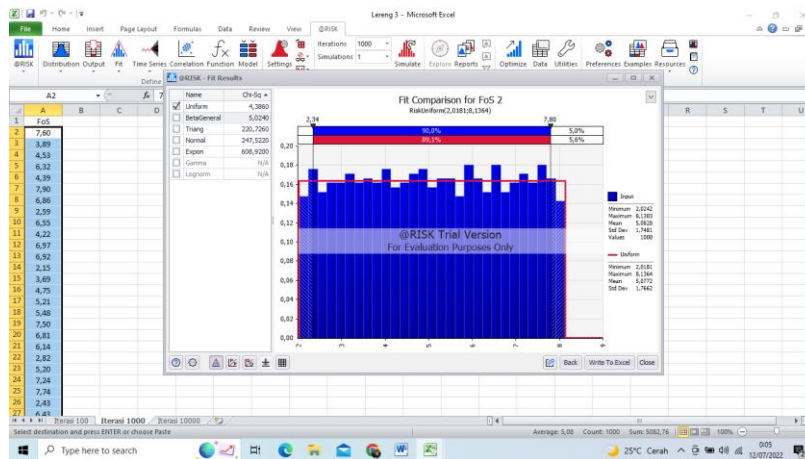 Lereng 3 - Microsoft Excel
File Home Insert Page Layout Formulas Data Review View @RISK
@RISK Distribution Output Fit Time Series Correlation Function Model Settings Iterations 1000 Simulations 1 Simulate Explore Reports Optimize Data Utilities Preferences Examples Resources
Define
A2
@RISK - Fit Results
Name Chi-Sq
Uniform 4,3860
BetaGeneral 5,0240
Triang 220,7260
Normal 247,5220
Expon 608,9200
Gamma N/A
Lognorm N/A
Fit Comparison for FoS 2
RiskUniform(2,0181;8,1364)
2,34 7,80
90,0% 5,0%
89,1% 5,6%
0,20
0,18
0,16
0,14
0,12
0,10
0,08
0,06
0,04
0,02
0,00
2 3 4 5 6 7 8 9
@RISK Trial Version
For Evaluation Purposes Only
Input
Minimum 2,0242
Maximum 8,1303
Mean 5,0828
Std Dev 1,7481
Values 1000
Uniform
Minimum 2,0181
Maximum 8,1364
Mean 5,0772
Std Dev 1,7662
Back Write To Excel Close
A B C D R S T U
1 FoS
2 7,60
3 3,89
4 4,53
5 6,32
6 4,39
7 7,90
8 6,86
9 2,59
10 6,55
11 4,22
12 6,97
13 6,92
14 2,15
15 3,69
16 4,75
17 5,21
18 5,48
19 7,50
20 6,81
21 6,14
22 2,82
23 5,20
24 7,24
25 7,74
26 2,43
27 6,43
Iterasi 100 Iterasi 1000 Iterasi 10000
Select destination and press ENTER or choose Paste
Average: 5,08 Count: 1000 Sum: 5082,76 100%
Type here to search
25°C Cerah
0:05
12/07/2022